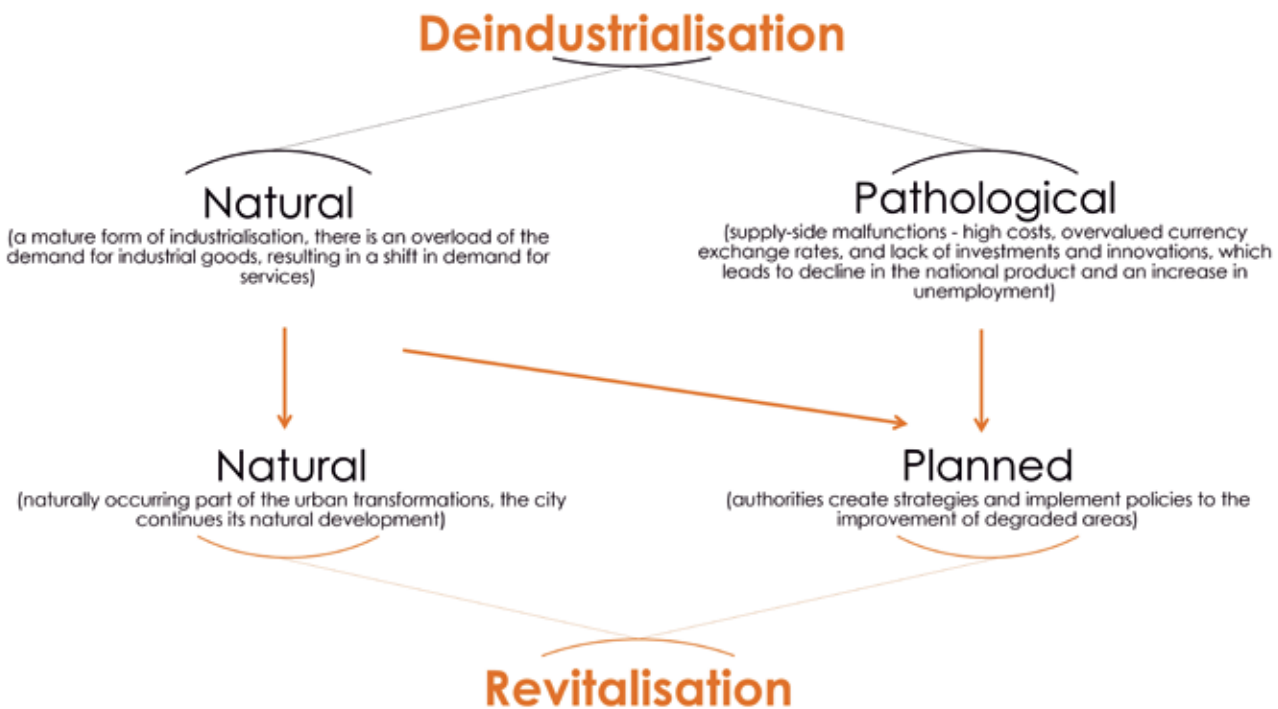 Deindustrialisation
Natural
(a mature form of industrialisation, there is an overload of the
demand for industrial goods, resulting in a shift in demand for
services)
Pathological
(supply-side malfunctions - high costs, overvalued currency
exchange rates, and lack of investments and innovations, which
leads to decline in the national product and an increase in
unemployment)
Natural
(naturally occurring part of the urban transformations, the city
continues its natural development)
Planned
(authorities create strategies and implement policies to the
improvement of degraded areas)
Revitalisation